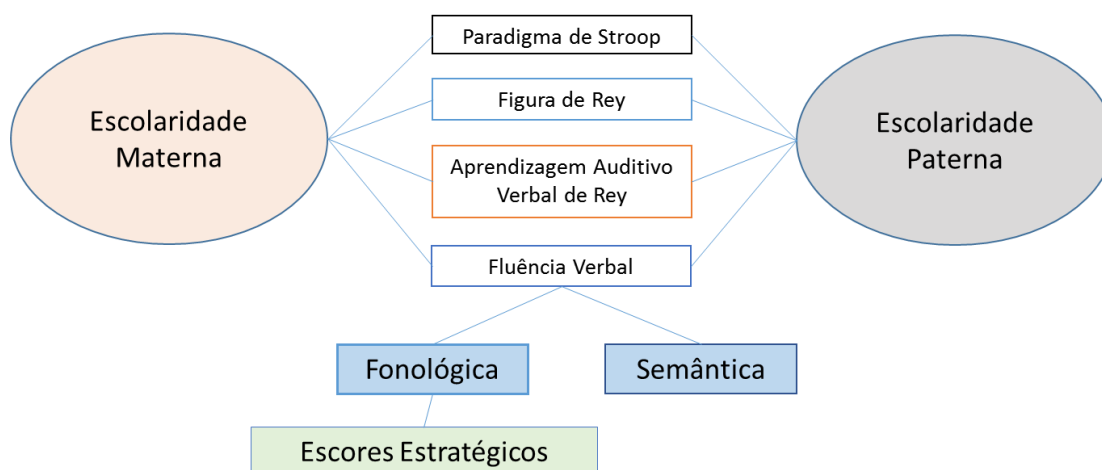 Paradigma de Stroop
Figura de Rey
Escolaridade
Materna
Escolaridade
Paterna
Aprendizagem Auditivo
Verbal de Rey
Fluência Verbal
Fonológica
Semântica
Escores Estratégicos